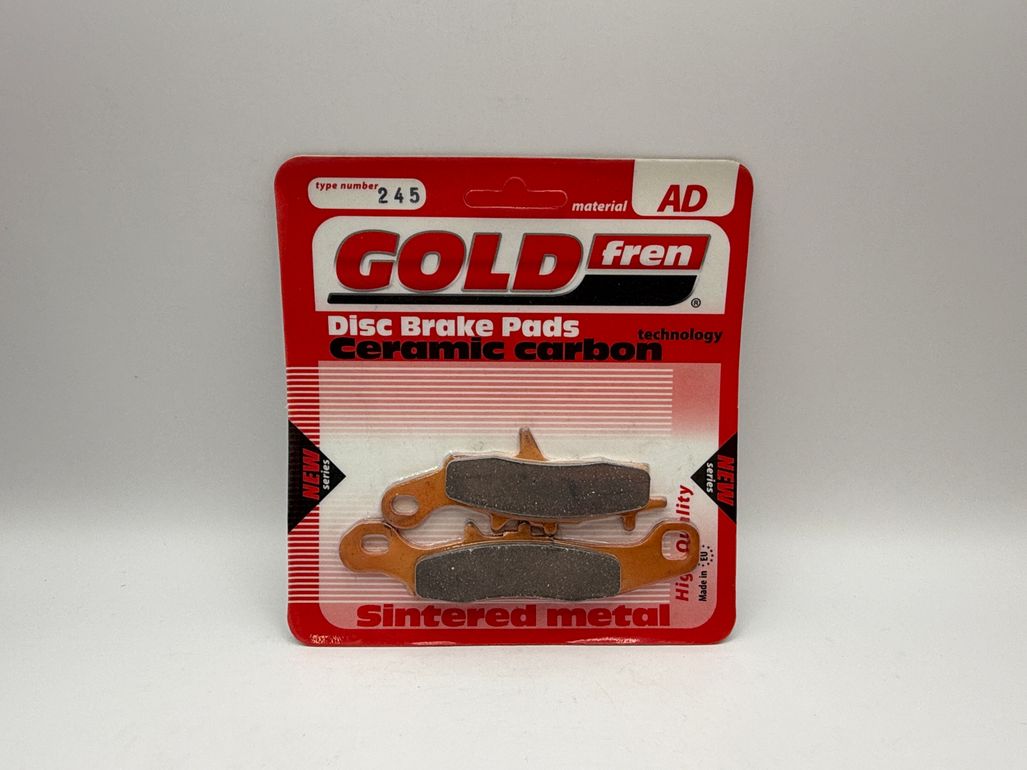 type number 245
material AD
GOLD fren ®
Disc Brake Pads
Ceramic carbon technology
NEW series
NEW series
High Quality
Made in EU
Sintered metal